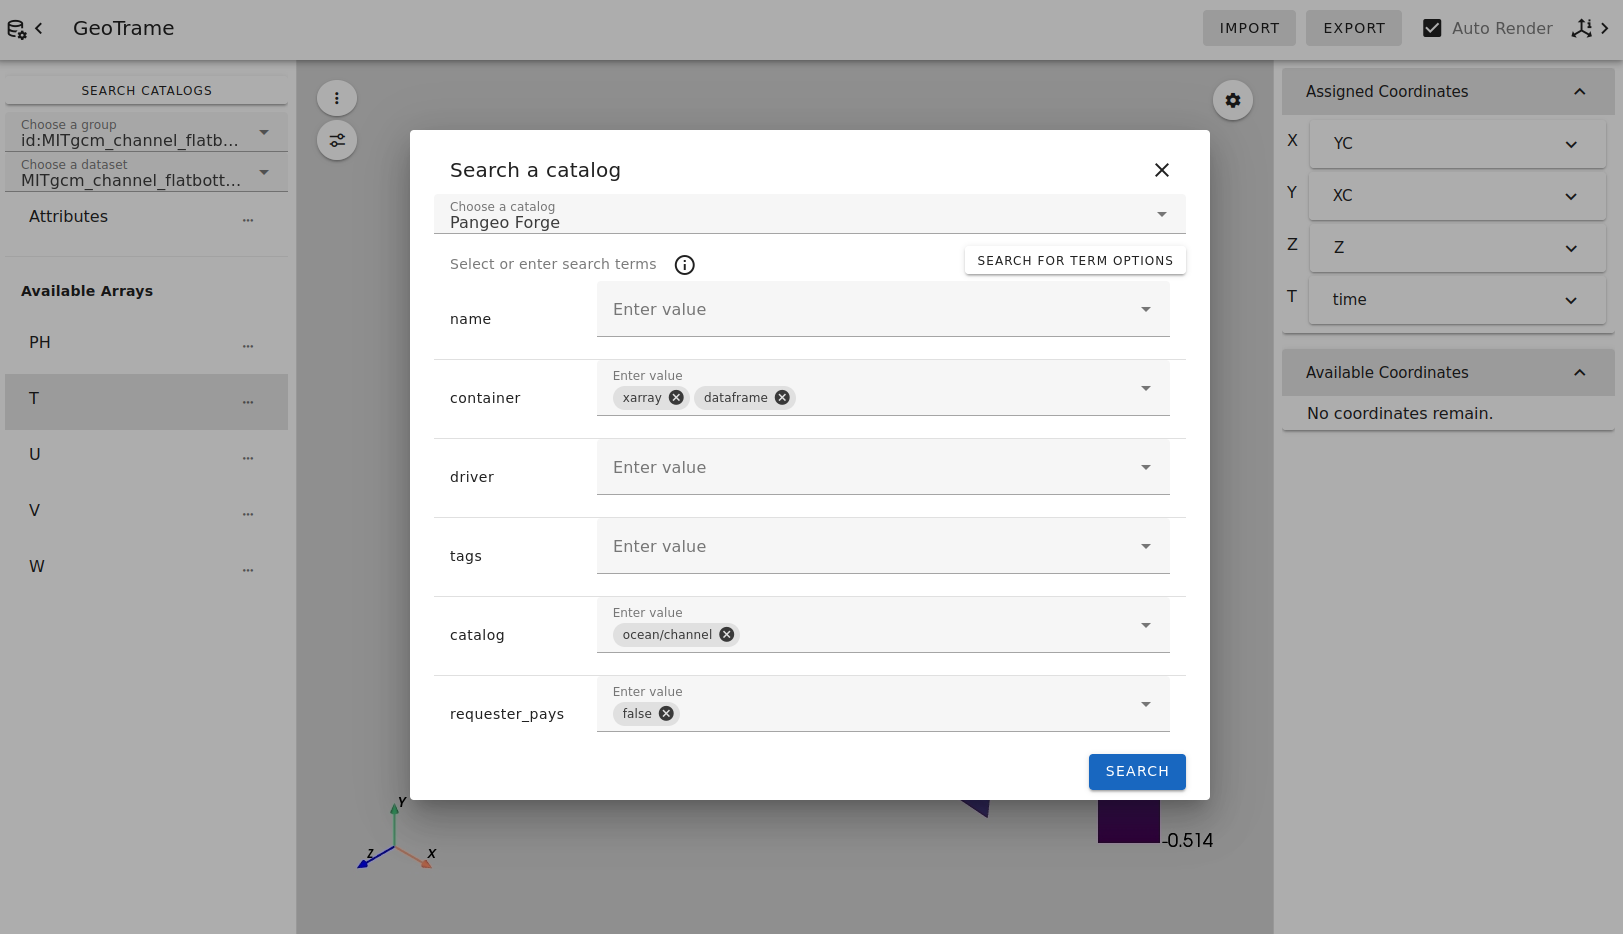 GeoTrame
IMPORT
EXPORT
Auto Render
SEARCH CATALOGS
Choose a group
id:MITgcm_channel_flatb...
Choose a dataset
MITgcm_channel_flatbott...
Attributes
...
Available Arrays
PH
...
T
...
U
...
V
...
W
...
Search a catalog
Choose a catalog
Pangeo Forge
Select or enter search terms
SEARCH FOR TERM OPTIONS
name
Enter value
container
Enter value
xarray
dataframe
driver
Enter value
tags
Enter value
catalog
Enter value
ocean/channel
requester_pays
Enter value
false
SEARCH
Y
Z
X
-0.514
Assigned Coordinates
X
YC
Y
XC
Z
Z
T
time
Available Coordinates
No coordinates remain.